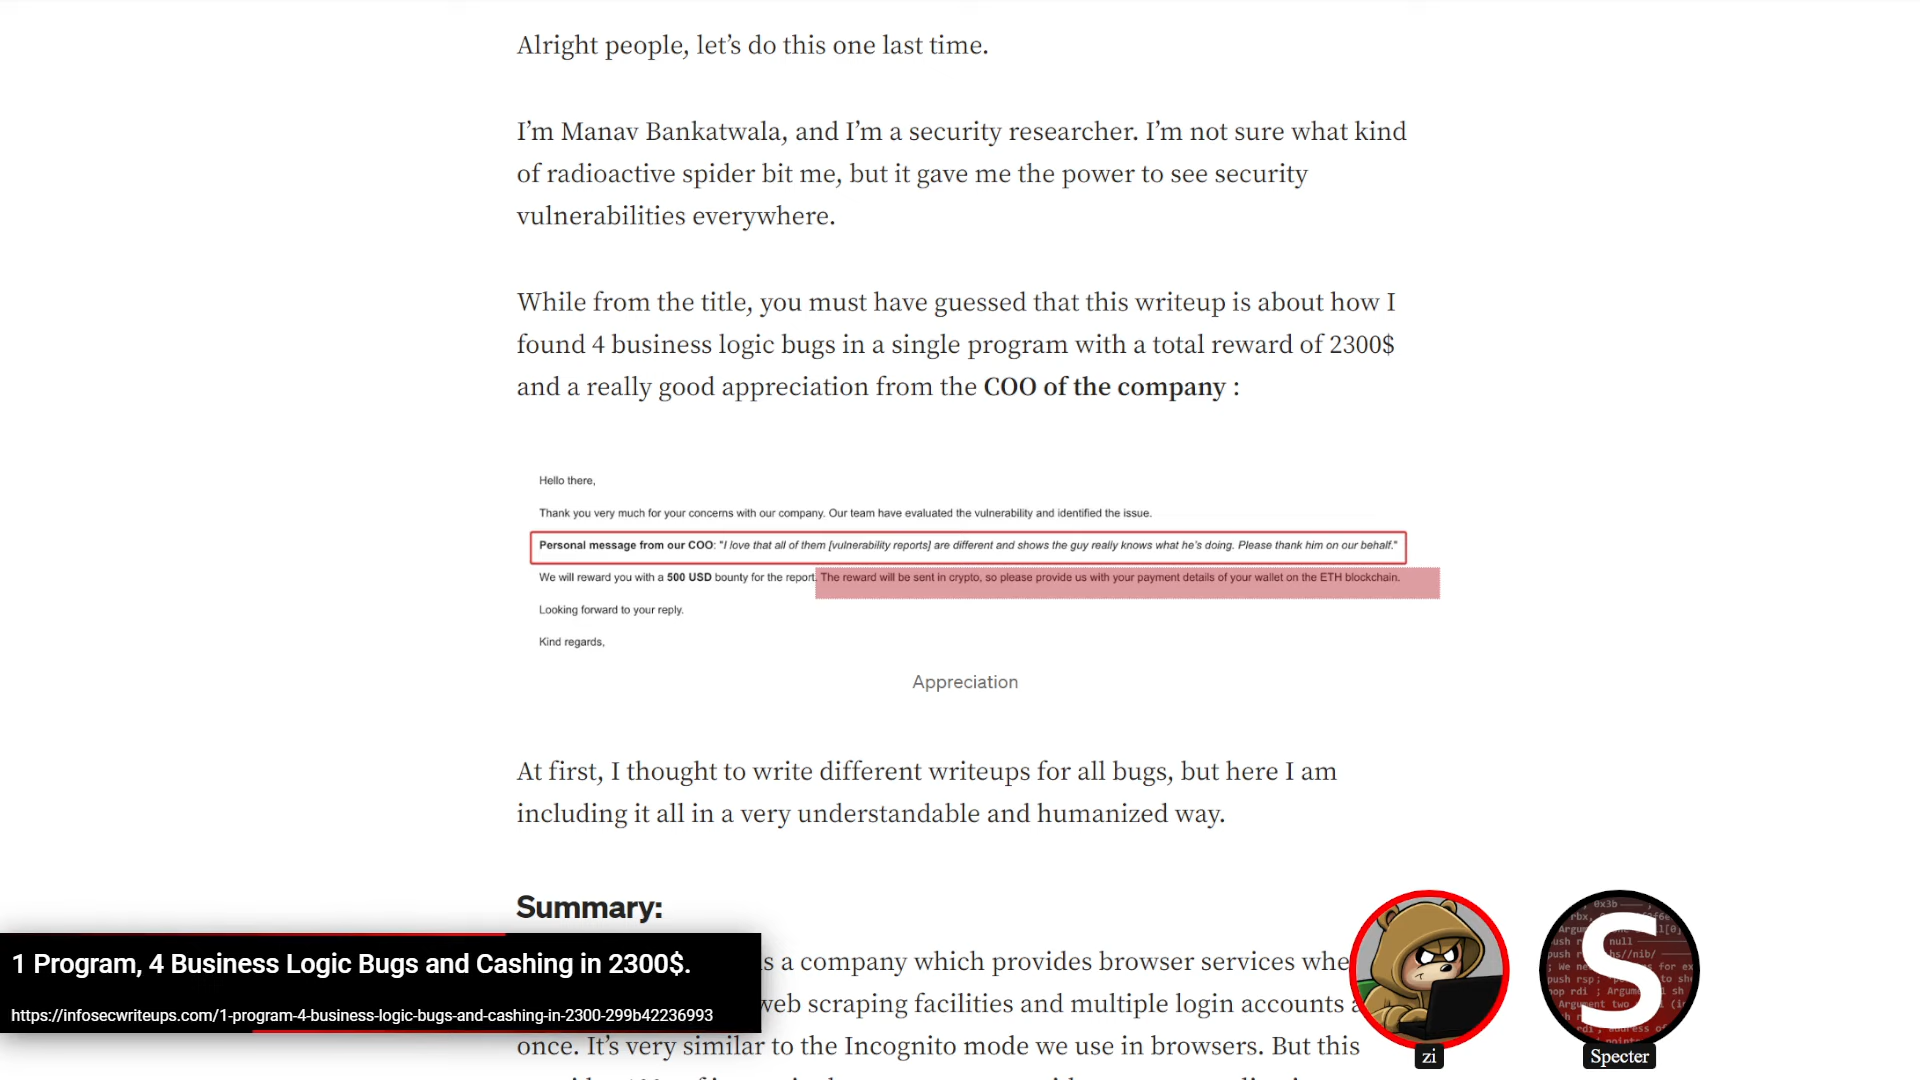 Alright people, let’s do this one last time.
I’m Manav Bankatwala, and I’m a security researcher. I’m not sure what kind
of radioactive spider bit me, but it gave me the power to see security
vulnerabilities everywhere.
While from the title, you must have guessed that this writeup is about how I
found 4 business logic bugs in a single program with a total reward of 2300$
and a really good appreciation from the COO of the company :
Hello there,
Thank you very much for your concerns with our company. Our team have evaluated the vulnerability and identified the issue.
Personal message from our COO: "I love that all of them [vulnerability reports] are different and shows the guy really knows what he's doing. Please thank him on our behalf."
We will reward you with a 500 USD bounty for the report. The reward will be sent in crypto, so please provide us with your payment details of your wallet on the ETH blockchain.
Looking forward to your reply.
Kind regards,
Appreciation
At first, I thought to write different writeups for all bugs, but here I am
including it all in a very understandable and humanized way.
Summary:
is a company which provides browser services whe
web scraping facilities and multiple login accounts a
once. It’s very similar to the Incognito mode we use in browsers. But this
1 Program, 4 Business Logic Bugs and Cashing in 2300$.
https://infosecwriteups.com/1-program-4-business-logic-bugs-and-cashing-in-2300-299b42236993
S
zi
Specter